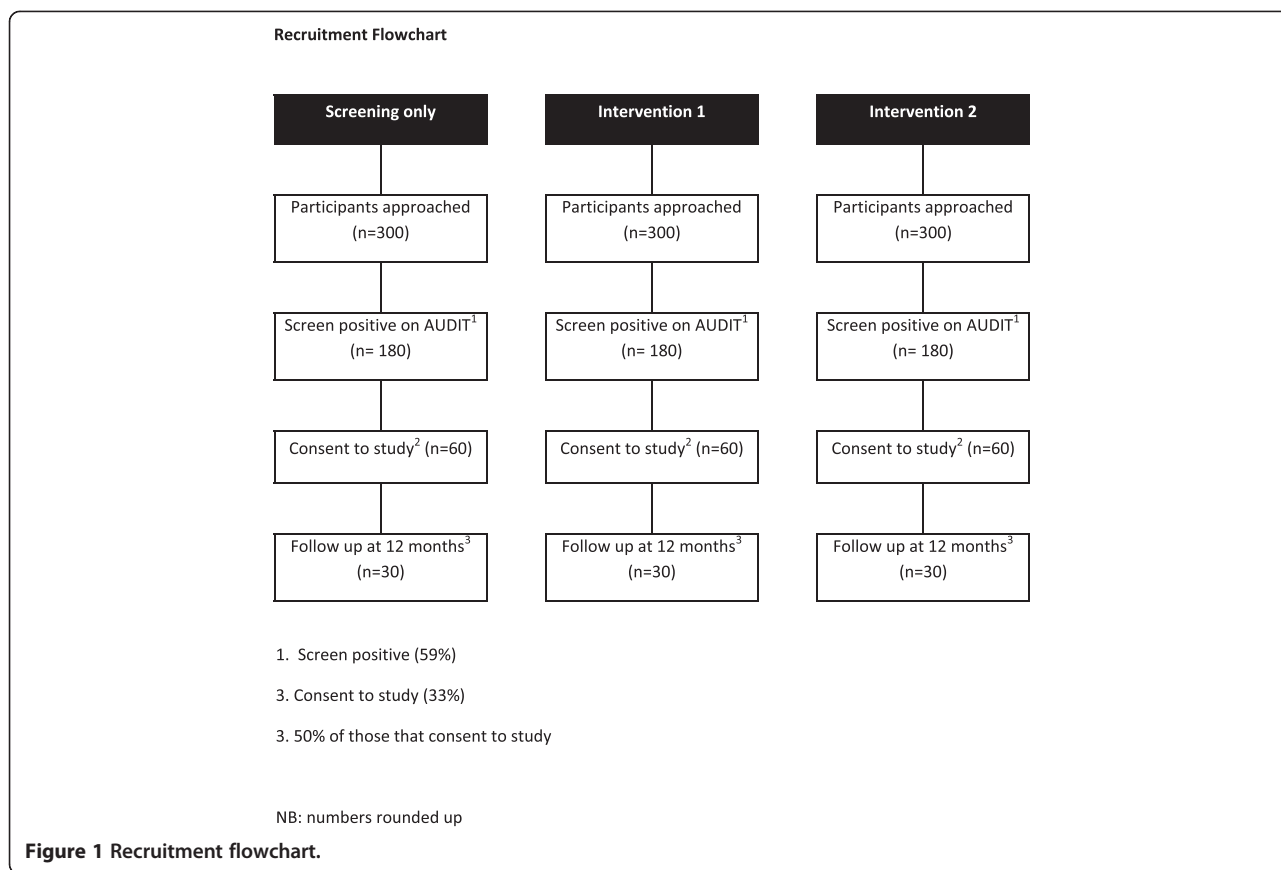 Recruitment Flowchart
Screening only
Intervention 1
Intervention 2
Participants approached
(n=300)
Participants approached
(n=300)
Participants approached
(n=300)
Screen positive on AUDIT1
(n= 180)
Screen positive on AUDIT1
(n= 180)
Screen positive on AUDIT1
(n= 180)
Consent to study2 (n=60)
Consent to study2 (n=60)
Consent to study2 (n=60)
Follow up at 12 months3
(n=30)
Follow up at 12 months3
(n=30)
Follow up at 12 months3
(n=30)
1. Screen positive (59%)
3. Consent to study (33%)
3. 50% of those that consent to study
NB: numbers rounded up
Figure 1 Recruitment flowchart.